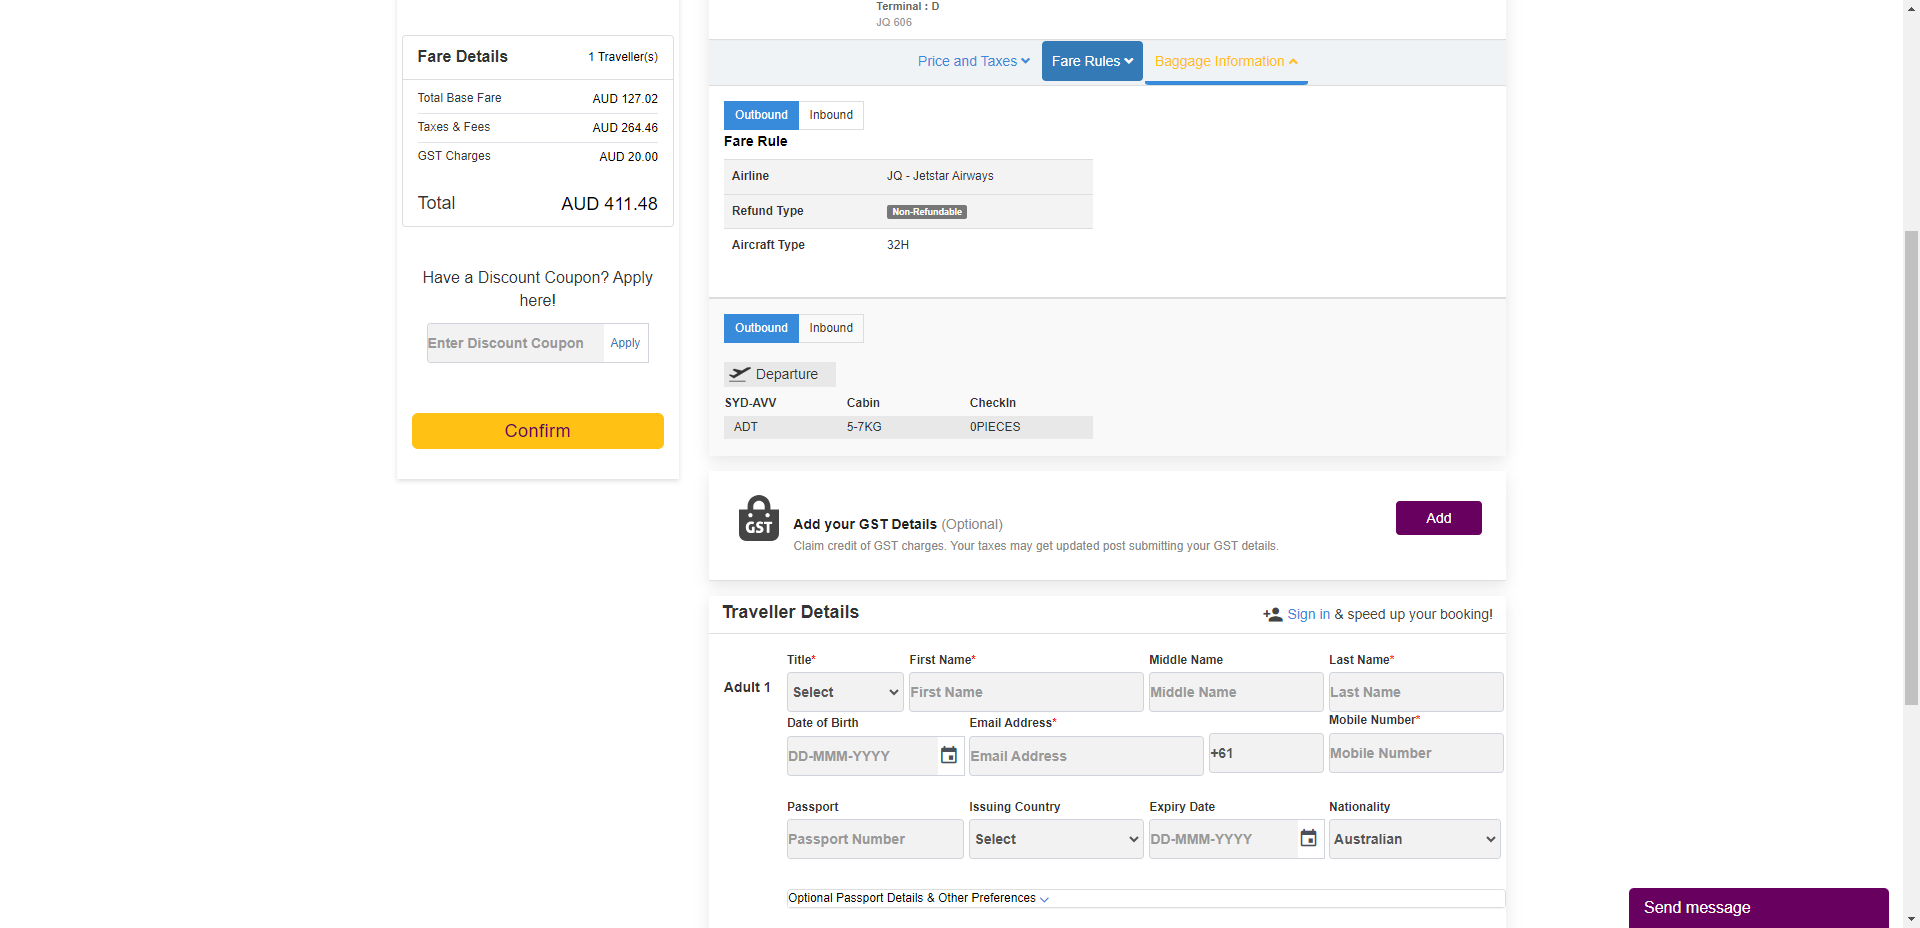 Terminal : D
JQ 606
Fare Details
1 Traveller(s)
Total Base Fare
AUD 127.02
Taxes & Fees
AUD 264.46
GST Charges
AUD 20.00
Total
AUD 411.48
Have a Discount Coupon? Apply
here!
Enter Discount Coupon
Apply
Confirm
Price and Taxes
Fare Rules
Baggage Information
Outbound
Inbound
Fare Rule
Airline
JQ - Jetstar Airways
Refund Type
Non-Refundable
Aircraft Type
32H
Outbound
Inbound
Departure
SYD-AVV
Cabin
CheckIn
ADT
5-7KG
0PIECES
GST
Add your GST Details (Optional)
Claim credit of GST charges. Your taxes may get updated post submitting your GST details.
Add
Traveller Details
Sign in & speed up your booking!
Adult 1
Title*
First Name*
Middle Name
Last Name*
Select
First Name
Middle Name
Last Name
Date of Birth
Email Address*
Mobile Number*
DD-MMM-YYYY
Email Address
+61
Mobile Number
Passport
Issuing Country
Expiry Date
Nationality
Passport Number
Select
DD-MMM-YYYY
Australian
Optional Passport Details & Other Preferences
Send message